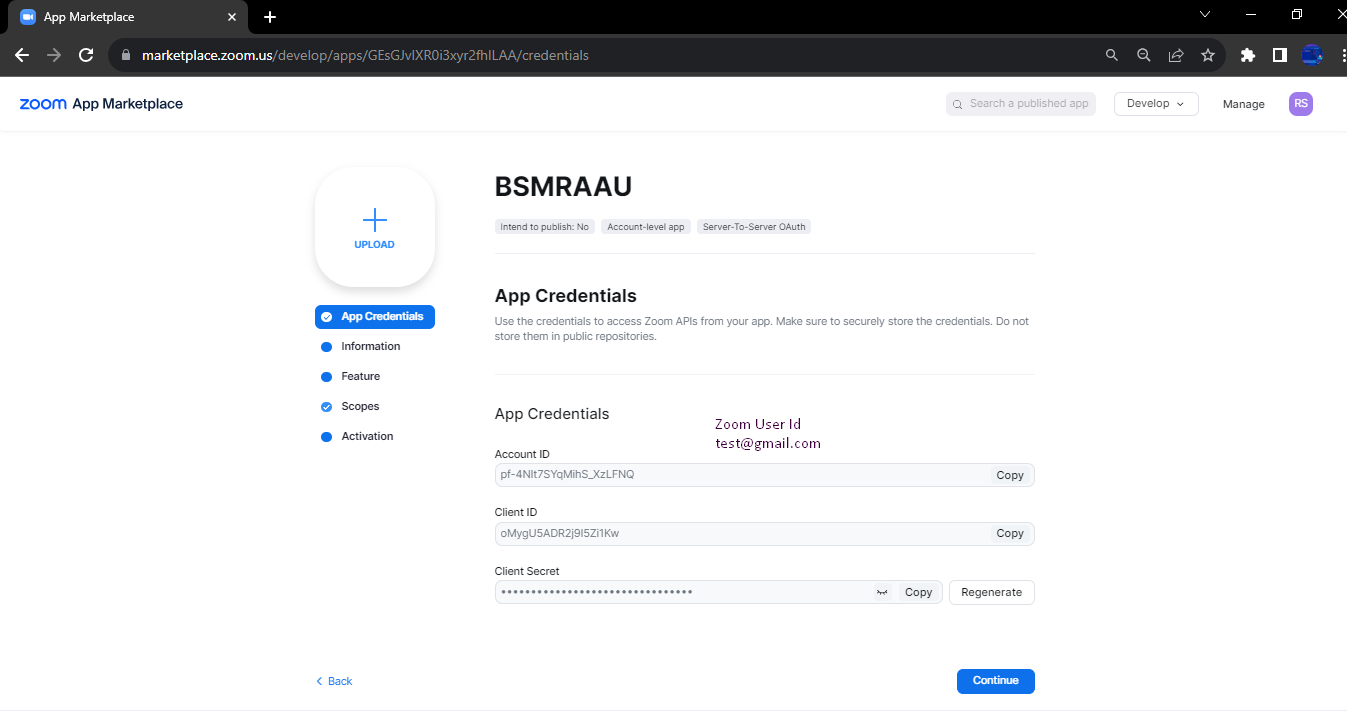 App Marketplace
marketplace.zoom.us/develop/apps/GEsGJvlXR0i3xyr2fhlLAA/credentials
zoom App Marketplace
Search a published app
Develop
Manage
RS
UPLOAD
BSMRAAU
Intend to publish: No
Account-level app
Server-To-Server OAuth
App Credentials
Information
Feature
Scopes
Activation
App Credentials
Use the credentials to access Zoom APIs from your app. Make sure to securely store the credentials. Do not
store them in public repositories.
App Credentials
Zoom User Id
test@gmail.com
Account ID
pf-4Nlt7SYqMihS_XzLFNQ
Copy
Client ID
oMygU5ADR2j9I5Zi1Kw
Copy
Client Secret
••••••••••••••••••••••••••••••••
Copy
Regenerate
Back
Continue